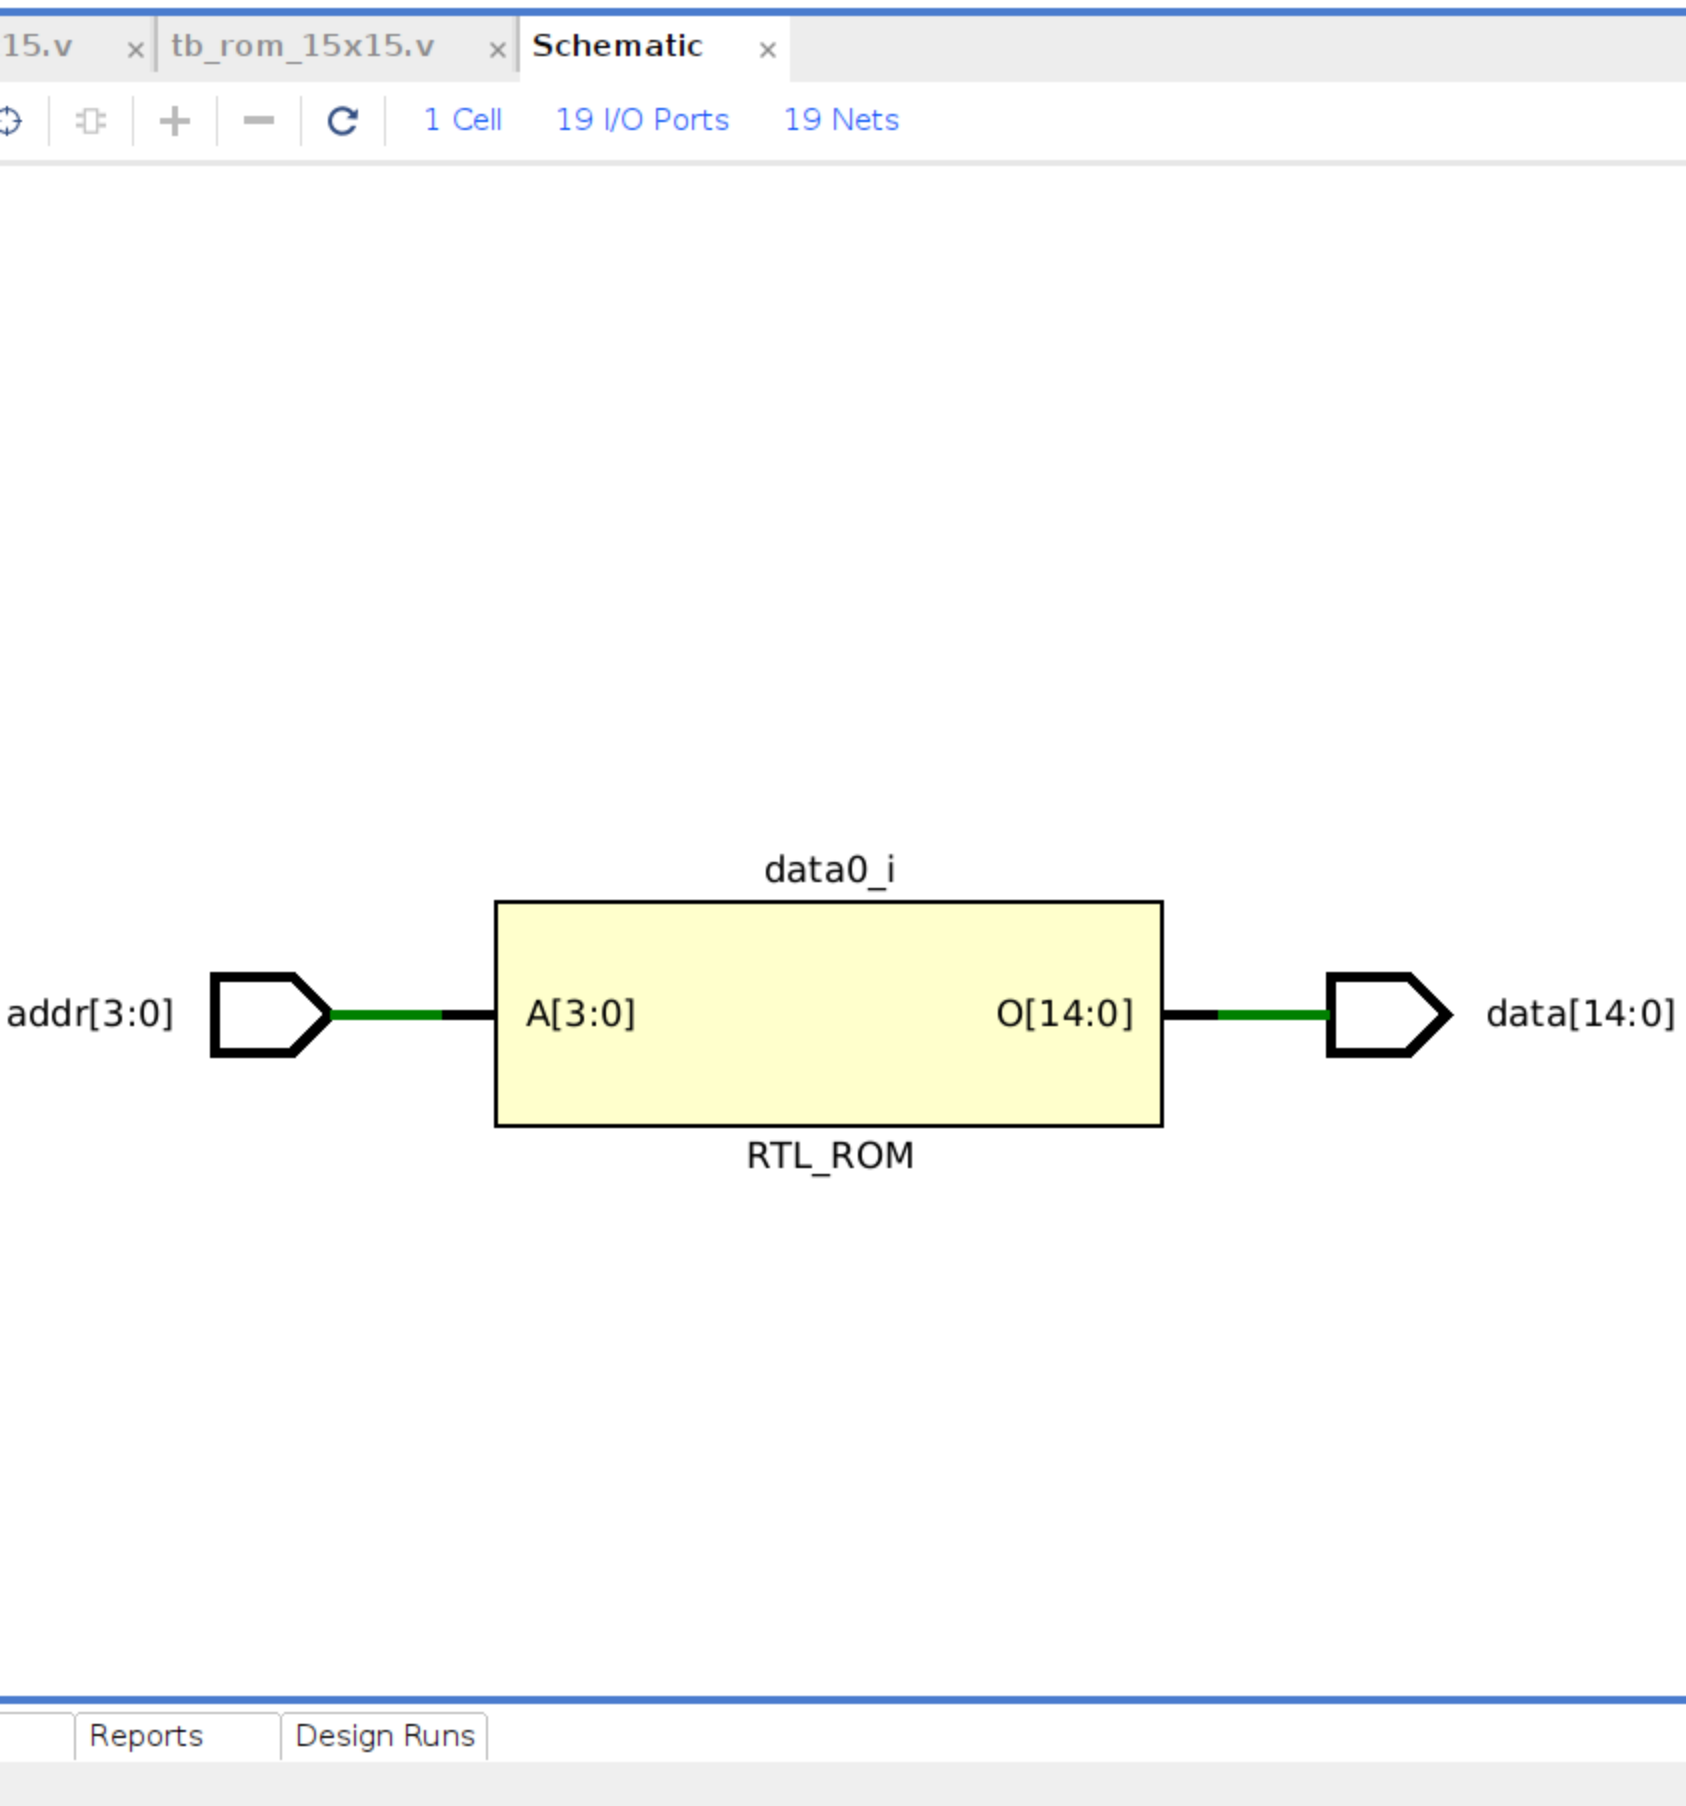 15.v × tb_rom_15x15.v × Schematic ×
1 Cell 19 I/O Ports 19 Nets
data0_i
addr[3:0] A[3:0] O[14:0] data[14:0]
RTL_ROM
Reports Design Runs